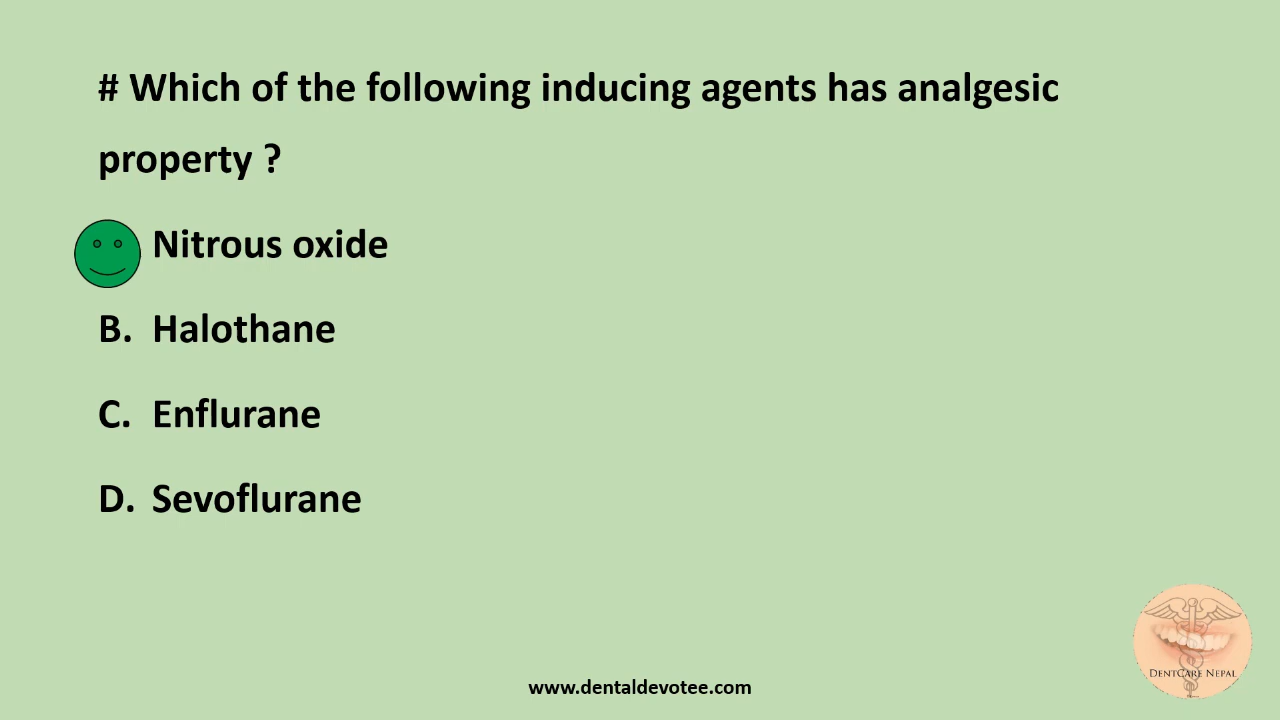 # Which of the following inducing agents has analgesic
property ?
Nitrous oxide
B. Halothane
C. Enflurane
D. Sevoflurane
DENTCARE NEPAL
www.dentaldevotee.com